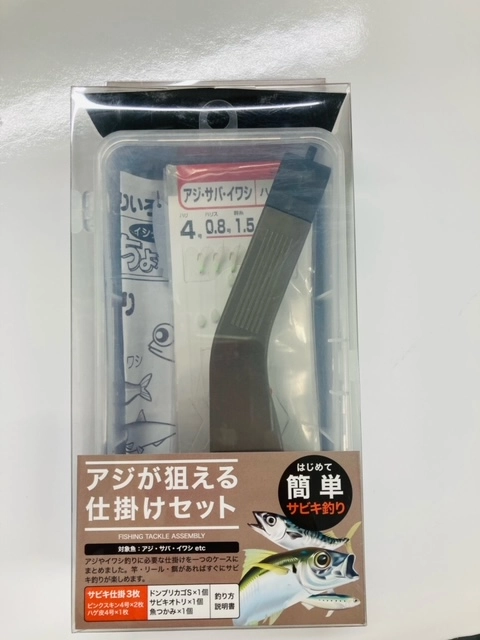 アジ・サバ・イワシ
4号 0.8号 1.5
アジが狙える
仕掛けセット
FISHING TACKLE ASSEMBLY
対象魚：アジ・サバ・イワシ etc
アジやイワシ釣りに必要な仕掛けを一つのケースに
まとめました。竿・リール・餌があればすぐにサビ
キ釣りが楽しめます。
はじめて
簡単
サビキ釣り
サビキ仕掛 3枚
ピンクスキン4号×2枚
ハゲ皮4号×1枚
ドンブリカゴS×1個
サビキオトリ×1個
魚つかみ×1個
釣り方
説明書